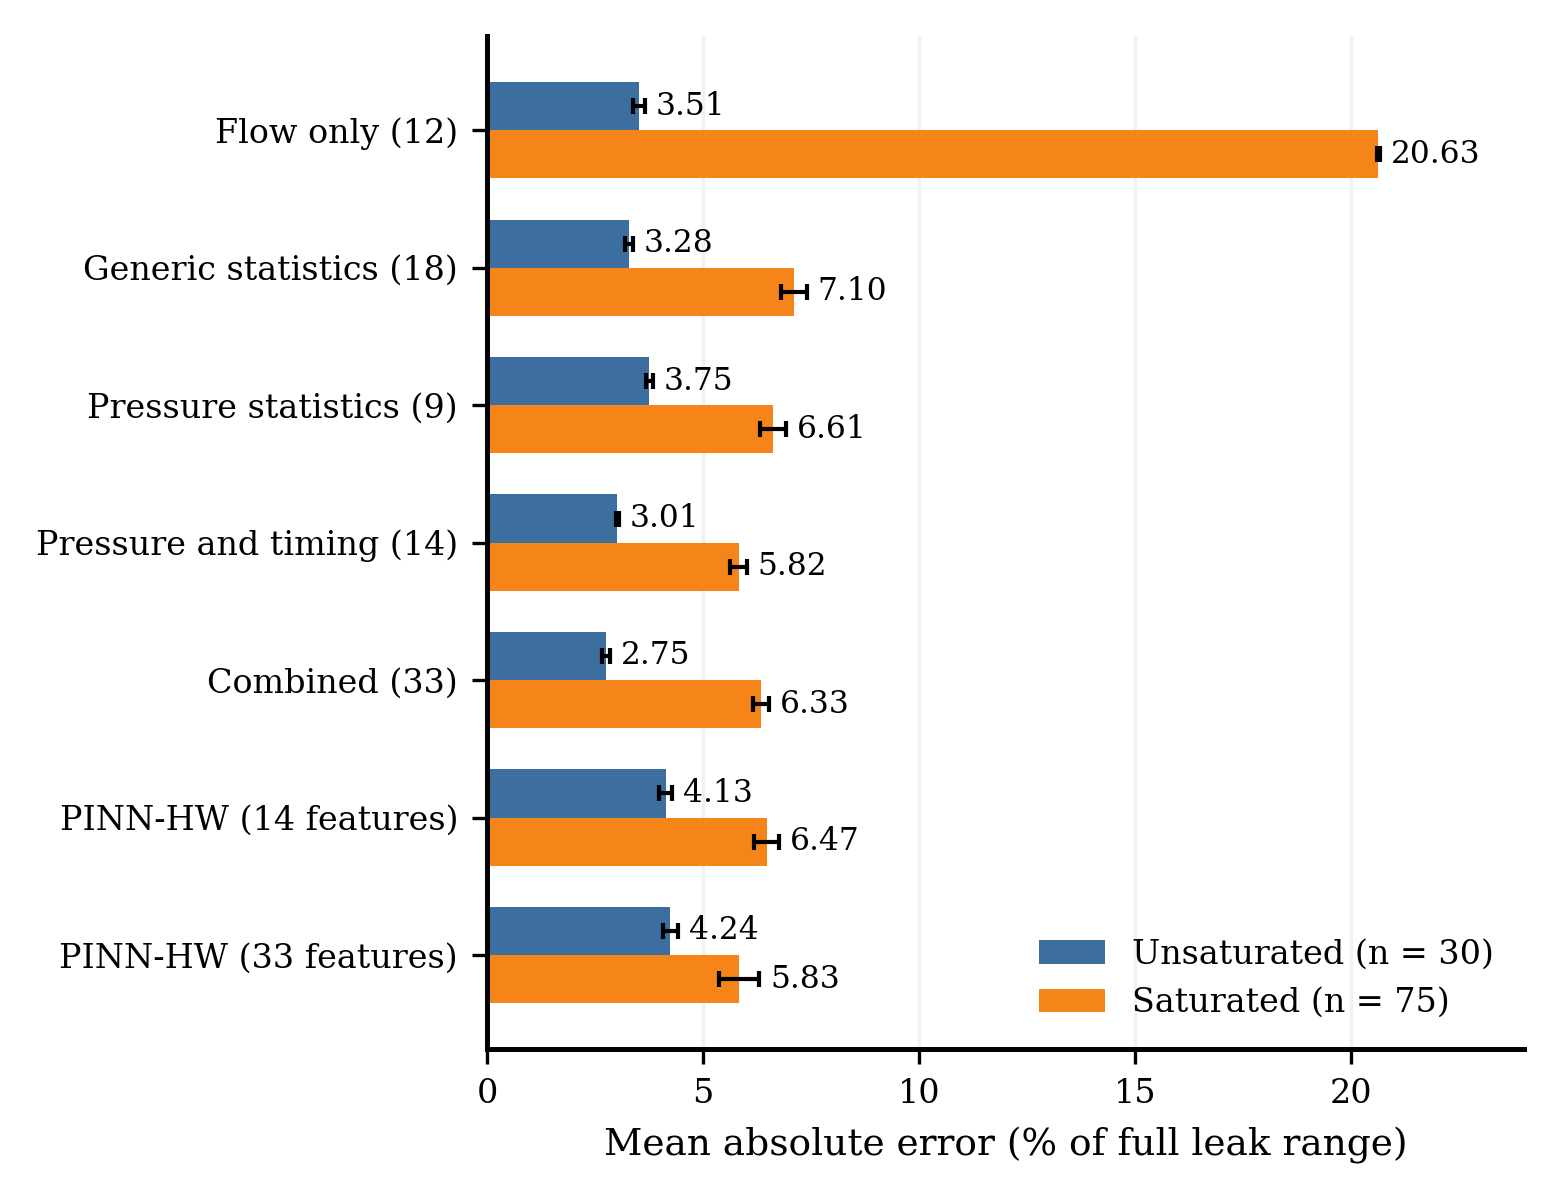 Flow only (12)
3.51
20.63
Generic statistics (18)
3.28
7.10
Pressure statistics (9)
3.75
6.61
Pressure and timing (14)
3.01
5.82
Combined (33)
2.75
6.33
PINN-HW (14 features)
4.13
6.47
PINN-HW (33 features)
4.24
5.83
Unsaturated (n = 30)
Saturated (n = 75)
0 5 10 15 20
Mean absolute error (% of full leak range)